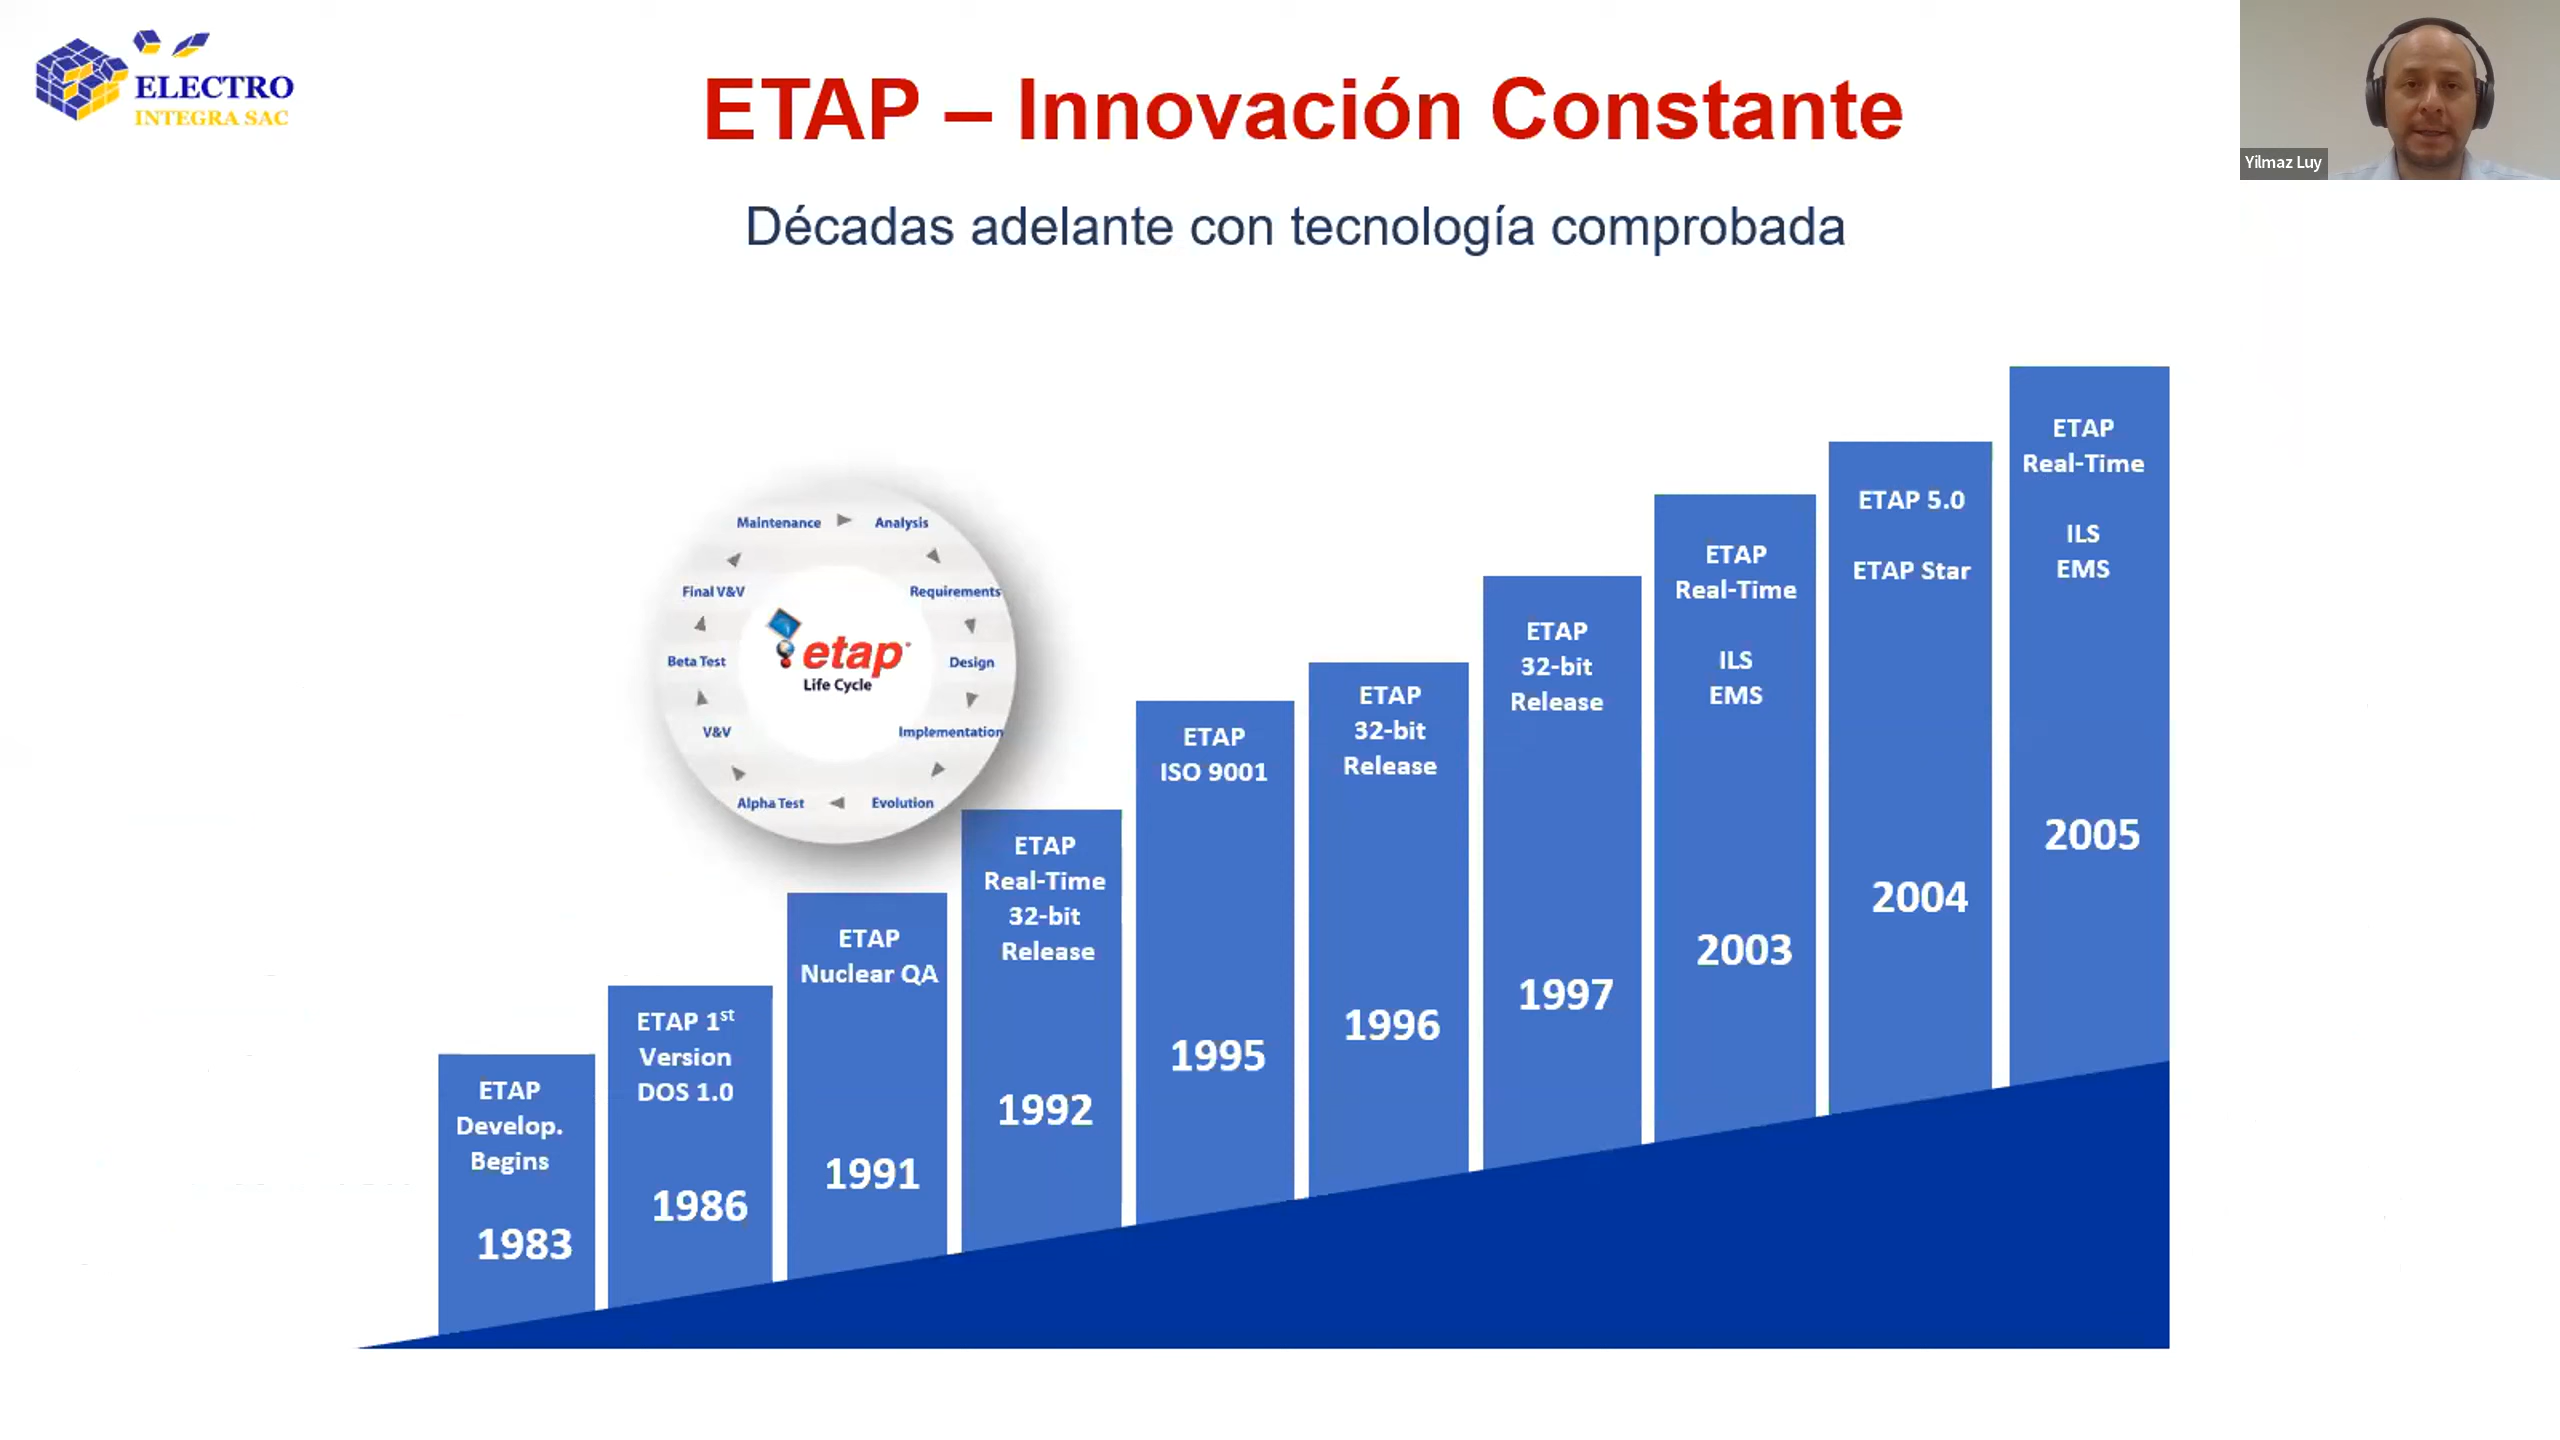 ELECTRO
INTEGRA SAC
ETAP – Innovación Constante
Yilmaz Luy
Décadas adelante con tecnología comprobada
Maintenance
Analysis
Requirements
Design
Implementation
Evolution
Alpha Test
V&V
Beta Test
Final V&V
etap
Life Cycle
ETAP
Develop.
Begins
1983
ETAP 1st
Version
DOS 1.0
1986
ETAP
Nuclear QA
1991
ETAP
Real-Time
32-bit
Release
1992
ETAP
ISO 9001
1995
ETAP
32-bit
Release
1996
ETAP
32-bit
Release
1997
ETAP
Real-Time
ILS
EMS
2003
ETAP 5.0
ETAP Star
2004
ETAP
Real-Time
ILS
EMS
2005